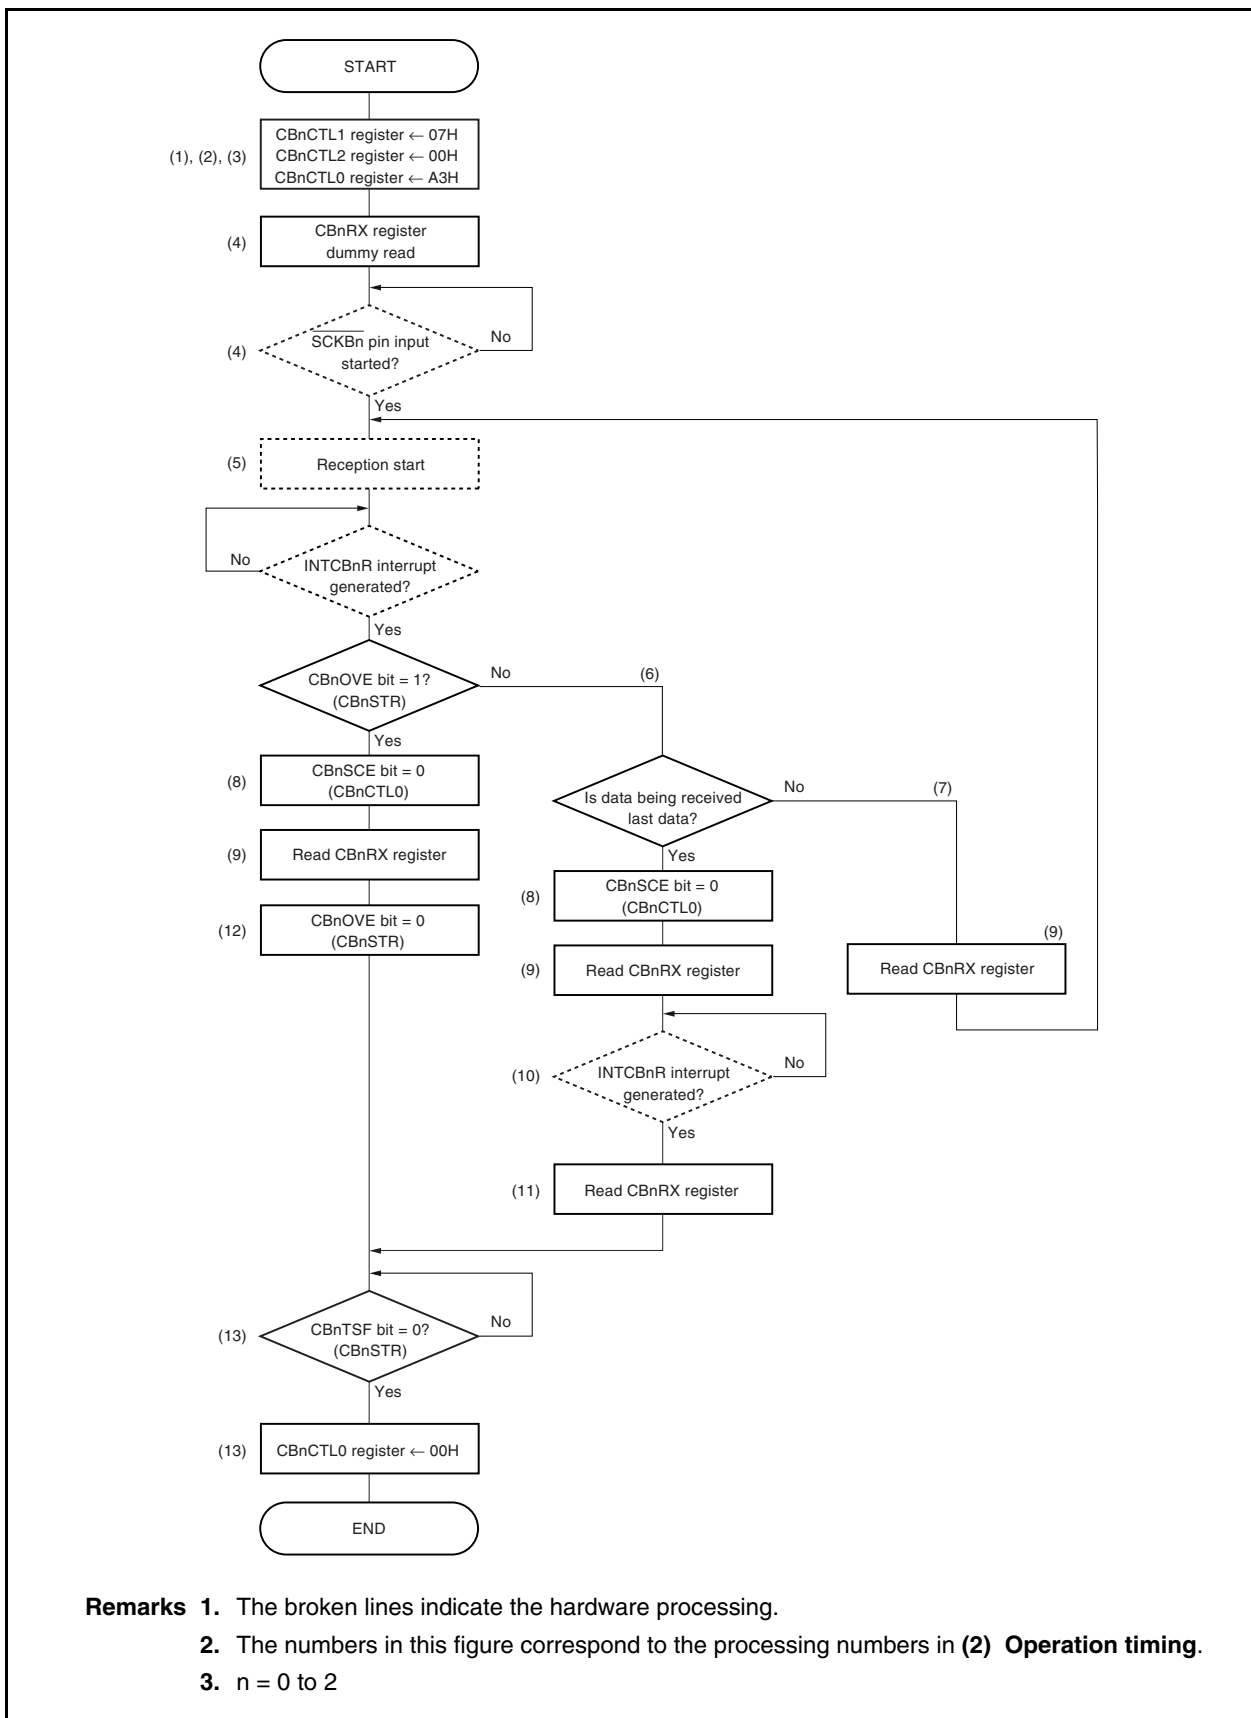 START
(1), (2), (3)
CBnCTL1 register ← 07H
CBnCTL2 register ← 00H
CBnCTL0 register ← A3H
(4)
CBnRX register
dummy read
(4)
SCKBn pin input
started?
No
Yes
(5)
Reception start
No
INTCBnR interrupt
generated?
Yes
CBnOVE bit = 1?
(CBnSTR)
No
(6)
Yes
(8)
CBnSCE bit = 0
(CBnCTL0)
Is data being received
last data?
No
(7)
Yes
(9)
Read CBnRX register
(8)
CBnSCE bit = 0
(CBnCTL0)
(12)
CBnOVE bit = 0
(CBnSTR)
(9)
Read CBnRX register
(9)
Read CBnRX register
(10)
INTCBnR interrupt
generated?
No
Yes
(11)
Read CBnRX register
(13)
CBnTSF bit = 0?
(CBnSTR)
No
Yes
(13)
CBnCTL0 register ← 00H
END
Remarks 1. The broken lines indicate the hardware processing.
2. The numbers in this figure correspond to the processing numbers in (2) Operation timing.
3. n = 0 to 2